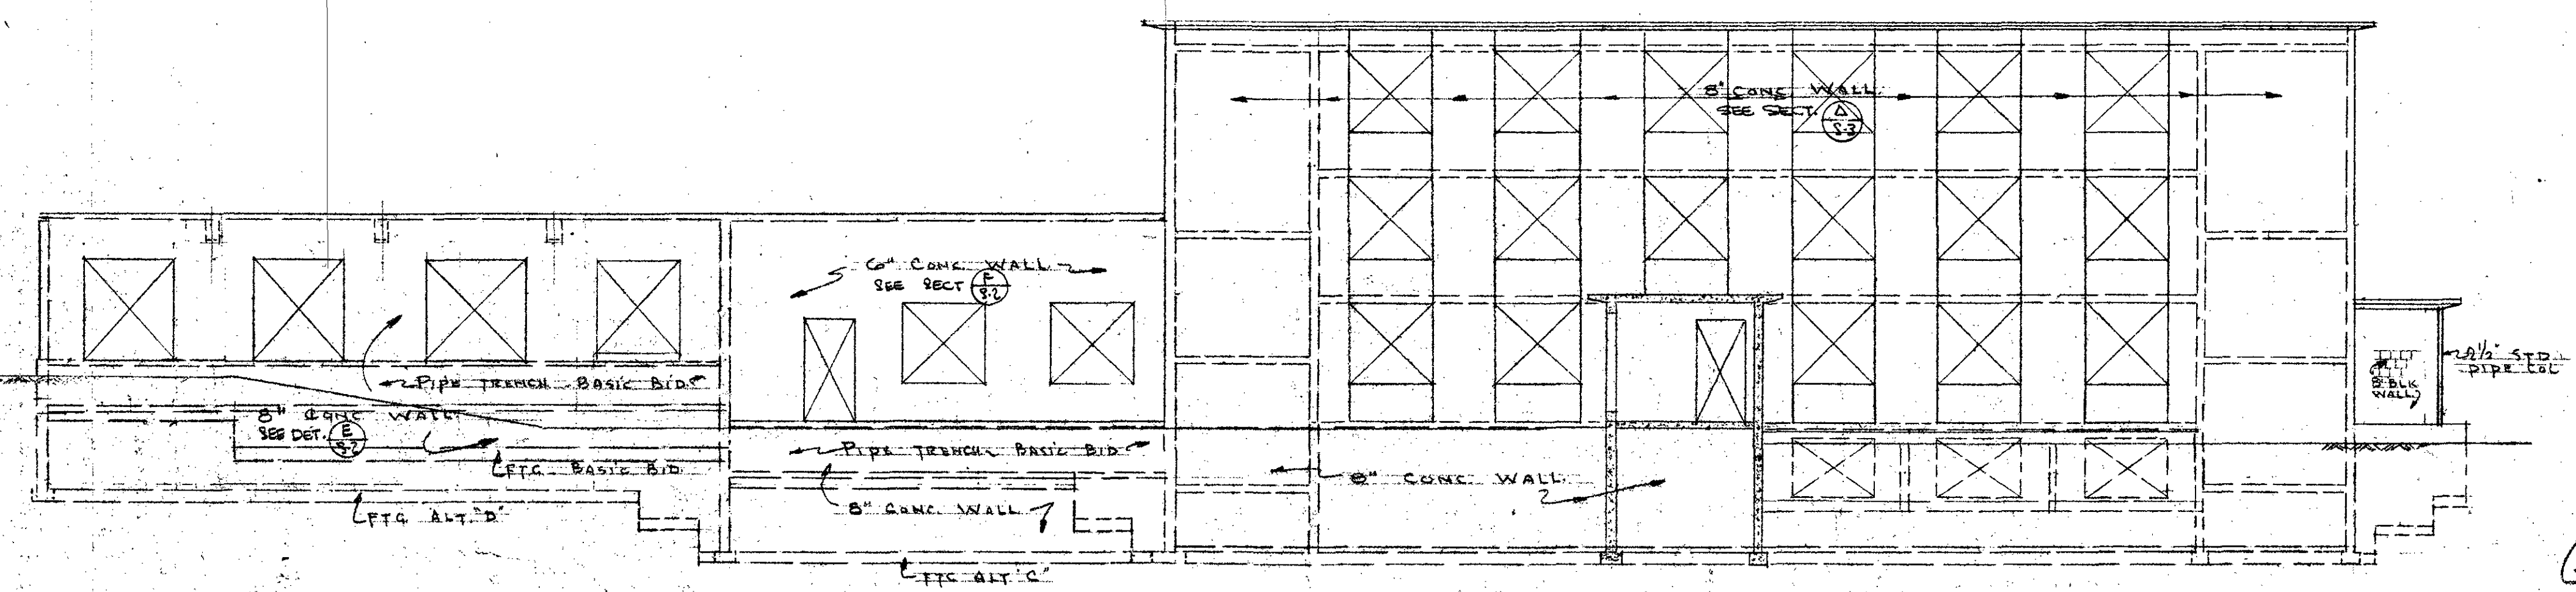 8" CONC WALL
SEE SECT. A
S-3
6" CONC. WALL
SEE SECT F
S-2
PIPE TRENCH BASIC BID
8" CONC WALL
SEE DET. E
S-2
FTG. BASIC BID
FTG ALT. "D"
PIPE TRENCH BASIC BID
8" CONC. WALL
FTG ALT "C"
8" CONC. WALL
2 1/2" STD.
PIPE COL
8" BLK
WALL